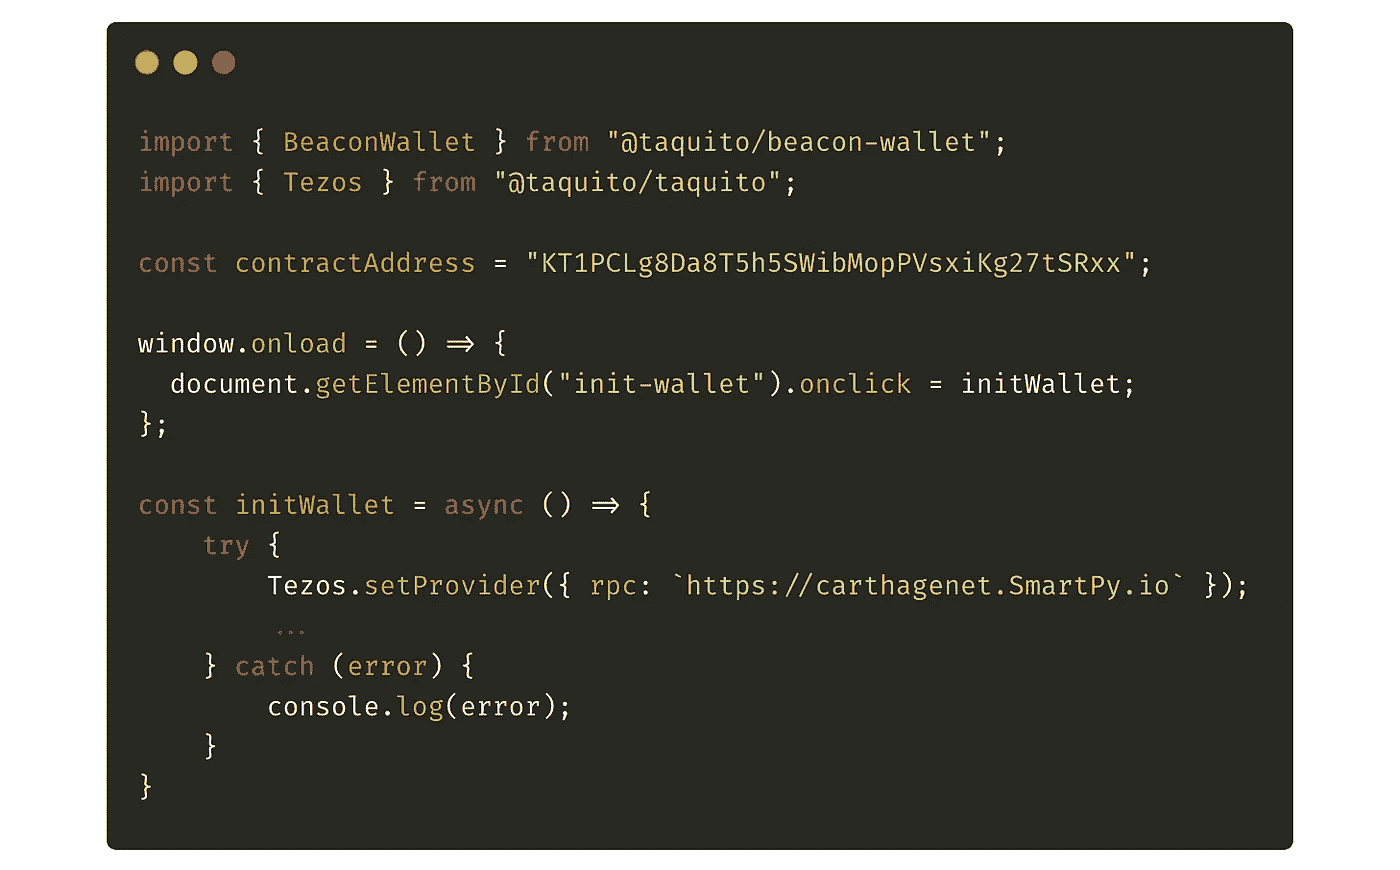 import { BeaconWallet } from "@taquito/beacon-wallet";
import { Tezos } from "@taquito/taquito";
const contractAddress = "KT1PCLg8Da8T5h5SWibMopPVsxiKg27tSRxx";
window.onload = () => {
  document.getElementById("init-wallet").onclick = initWallet;
};
const initWallet = async () => {
    try {
        Tezos.setProvider({ rpc: `https://carthagenet.SmartPy.io` });
        ...
    } catch (error) {
        console.log(error);
    }
}